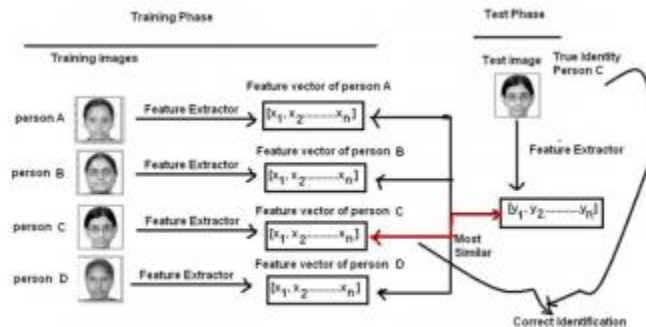 Training Phase
Test Phase
Training Images
Test Image
True Identity
Person C
Feature vector of person A
person A
Feature Extractor
[x1, x2..........xn]
Feature vector of person B
person B
Feature Extractor
[x1, x2..........xn]
Feature Extractor
Feature vector of person C
person C
Feature Extractor
[x1, x2..........xn]
[y1, y2..........yn]
Most
Similar
Feature vector of person D
person D
Feature Extractor
[x1, x2..........xn]
Correct Identification